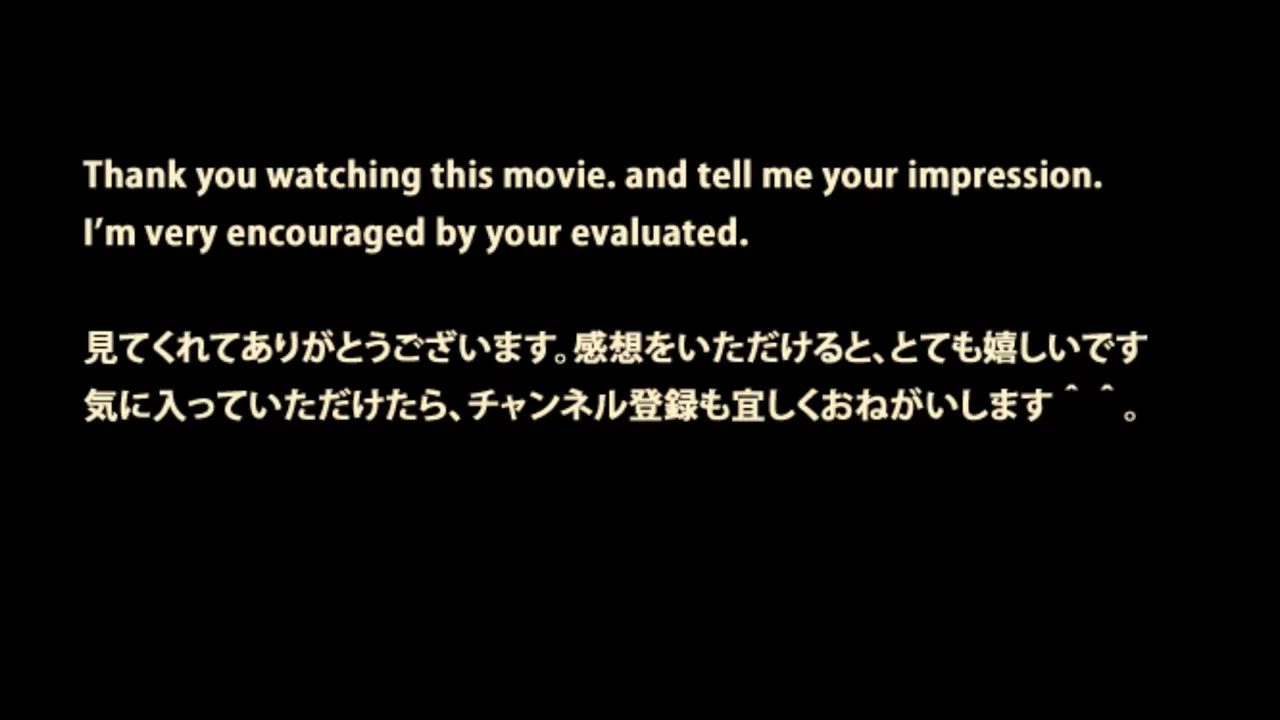 Thank you watching this movie. and tell me your impression.
I'm very encouraged by your evaluated.
見てくれてありがとうございます。感想をいただけると、とても嬉しいです
気に入っていただけたら、チャンネル登録も宜しくおねがいします＾＾。